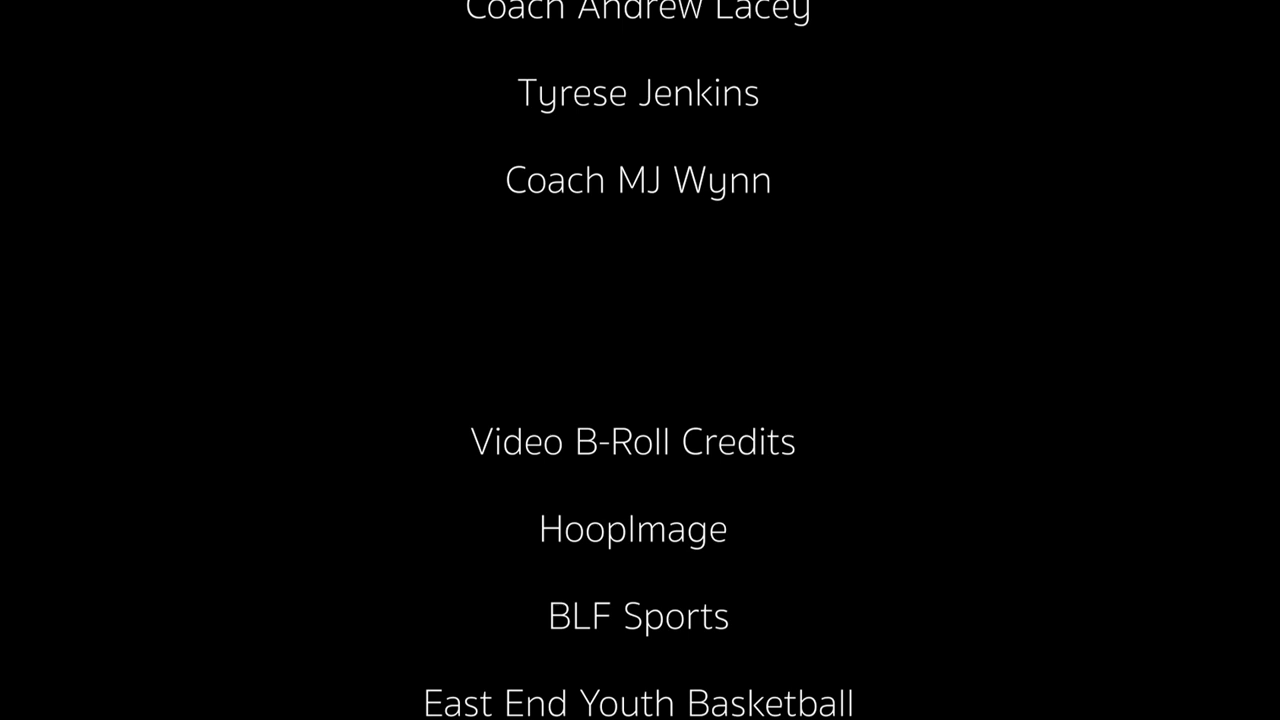 Coach Andrew Lacey
Tyrese Jenkins
Coach MJ Wynn
Video B-Roll Credits
HoopImage
BLF Sports
East End Youth Basketball